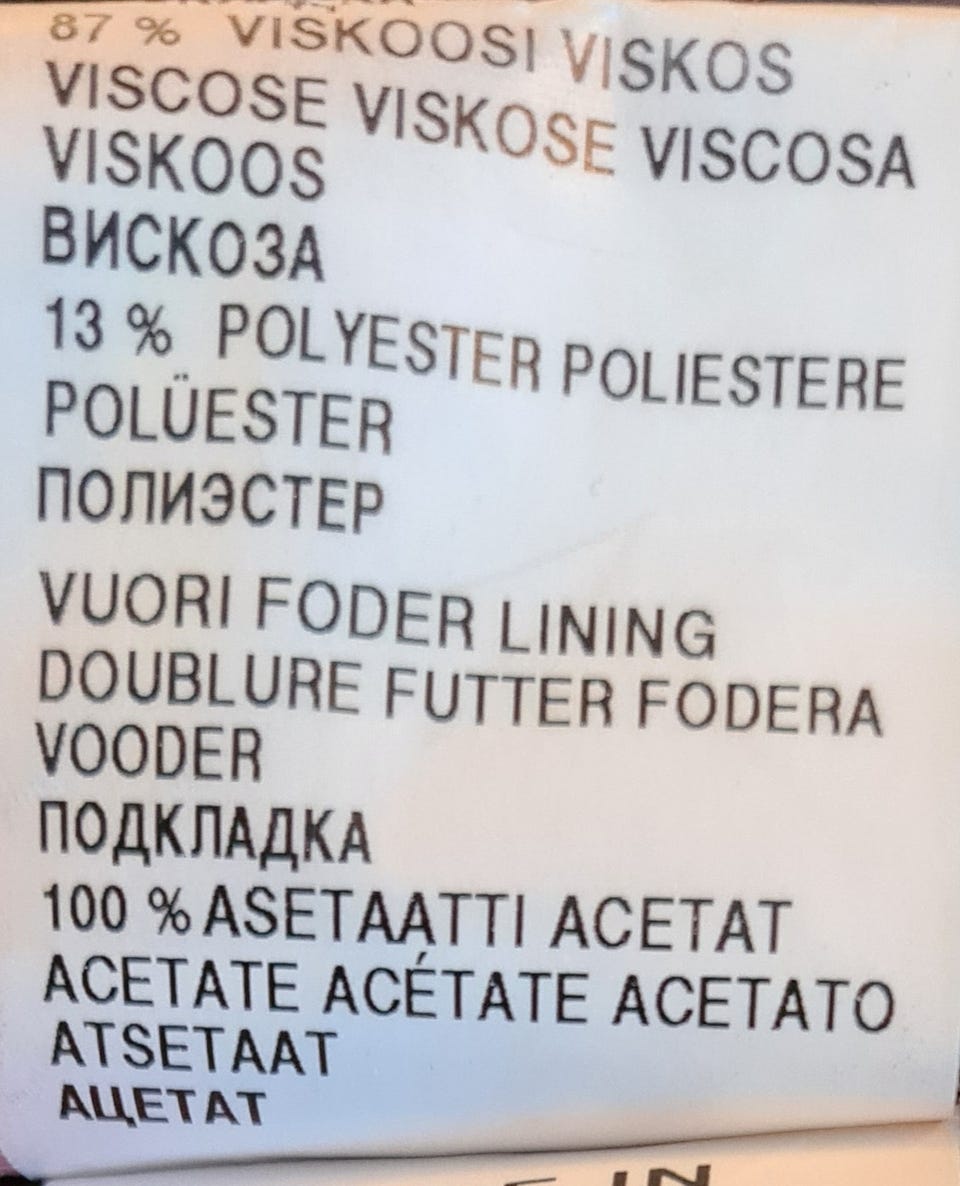 87 % VISKOOSI VISKOS
VISCOSE VISKOSE VISCOSA
VISKOOS
ВИСКОЗА
13 % POLYESTER POLIESTERE
POLÜESTER
ПОЛИЭСТЕР
VUORI FODER LINING
DOUBLURE FUTTER FODERA
VOODER
ПОДКЛАДКА
100 % ASETAATTI ACETAT
ACETATE ACÉTATE ACETATO
ATSETAAT
АЦЕТАТ
IN